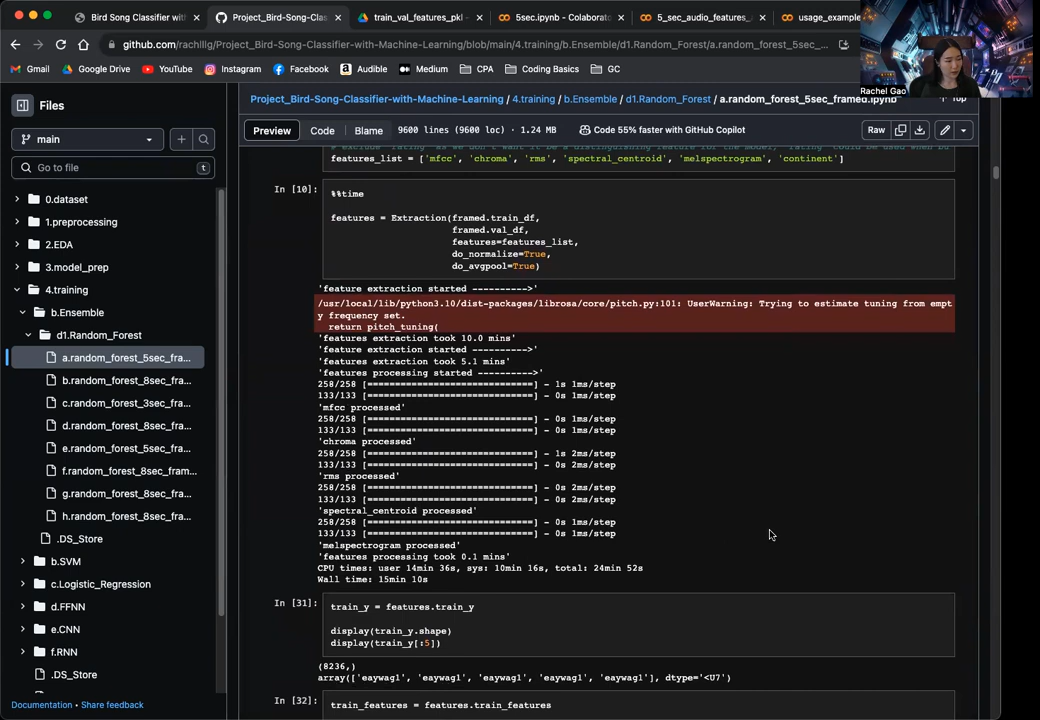 Bird Song Classifier with
Project_Bird-Song-Classifie
train_val_features_pkl -
5sec.ipynb - Colaborato
5_sec_audio_features_
usage_example
github.com/rachlllg/Project_Bird-Song-Classifier-with-Machine-Learning/blob/main/4.training/b.Ensemble/d1.Random_Forest/a.random_forest_5sec_...
Gmail
Google Drive
YouTube
Instagram
Facebook
Audible
Medium
CPA
Coding Basics
GC
Rachel Gao
Files
Project_Bird-Song-Classifier-with-Machine-Learning / 4.training / b.Ensemble / d1.Random_Forest / a.random_forest_5sec_framed.ipynb
Top
main
Preview
Code
Blame
9600 lines (9600 loc) · 1.24 MB
Code 55% faster with GitHub Copilot
Raw
Go to file
t
0.dataset
1.preprocessing
2.EDA
3.model_prep
4.training
b.Ensemble
d1.Random_Forest
a.random_forest_5sec_fra...
b.random_forest_8sec_fra...
c.random_forest_3sec_fra...
d.random_forest_8sec_fra...
e.random_forest_5sec_fra...
f.random_forest_8sec_fram...
g.random_forest_8sec_fra...
h.random_forest_8sec_fra...
.DS_Store
b.SVM
c.Logistic_Regression
d.FFNN
e.CNN
f.RNN
.DS_Store
Documentation • Share feedback
features_list = ['mfcc', 'chroma', 'rms', 'spectral_centroid', 'melspectrogram', 'continent']
In [10]:
%%time
features = Extraction(framed.train_df,
framed.val_df,
features=features_list,
do_normalize=True,
do_avgpool=True)
'feature extraction started ---------->'
/usr/local/lib/python3.10/dist-packages/librosa/core/pitch.py:101: UserWarning: Trying to estimate tuning from empt
y frequency set.
return pitch_tuning(
'features extraction took 10.0 mins'
'feature extraction started ---------->'
'features extraction took 5.1 mins'
'features processing started ---------->'
258/258 [==============================] - 1s 1ms/step
133/133 [==============================] - 0s 1ms/step
'mfcc processed'
258/258 [==============================] - 0s 1ms/step
133/133 [==============================] - 0s 1ms/step
'chroma processed'
258/258 [==============================] - 1s 2ms/step
133/133 [==============================] - 0s 2ms/step
'rms processed'
258/258 [==============================] - 0s 2ms/step
133/133 [==============================] - 0s 2ms/step
'spectral_centroid processed'
258/258 [==============================] - 0s 1ms/step
133/133 [==============================] - 0s 1ms/step
'melspectrogram processed'
'features processing took 0.1 mins'
CPU times: user 14min 36s, sys: 10min 16s, total: 24min 52s
Wall time: 15min 10s
In [31]:
train_y = features.train_y
display(train_y.shape)
display(train_y[:5])
(8236,)
array(['eaywag1', 'eaywag1', 'eaywag1', 'eaywag1', 'eaywag1'], dtype='<U7')
In [32]:
train_features = features.train_features